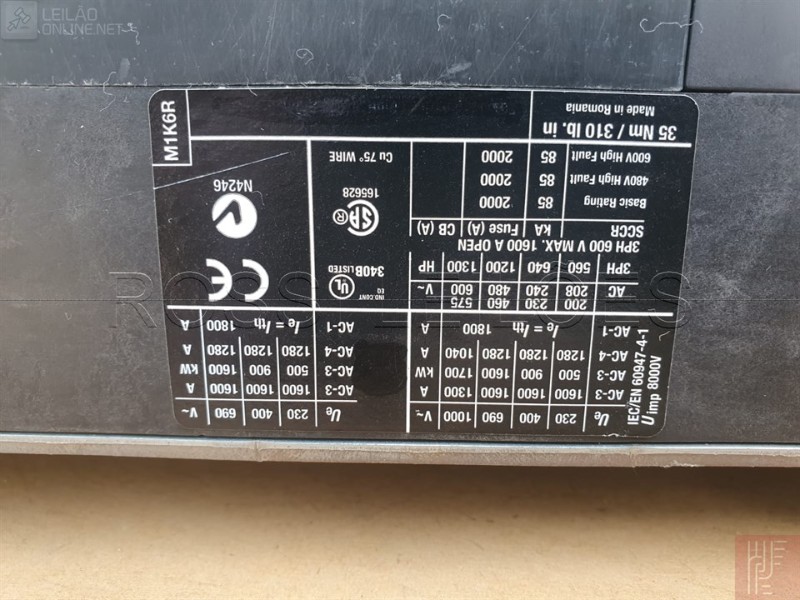 LEILÃO
ONLINE.NET
IEC/EN 60947-4-1
U imp 8000V
Ue 230 400 690 1000 V~
AC-3 1600 1600 1600 1300 A
AC-3 500 900 1600 1700 kW
AC-4 1280 1280 1280 1040 A
AC-1 Ie = Ith 1800 A
Ue 230 400 690 V~
AC-3 1600 1600 1600 A
AC-3 500 900 1600 kW
AC-4 1280 1280 1280 A
AC-1 Ie = Ith 1800 A
AC 200 208 230 240 460 480 575 600 V~
3PH 560 640 1200 1300 HP
3PH 600 V MAX. 1600 A OPEN
SCCR kA Fuse (A) CB (A)
Basic Rating 85 2000
480V High Fault 85 2000
600V High Fault 85 2000
35 Nm / 310 lb. in
Made in Romania
UL
IND. CONT
EQ
340B LISTED
SA ®
165628
Cu 75° WIRE
CE
N4246
M1K6R